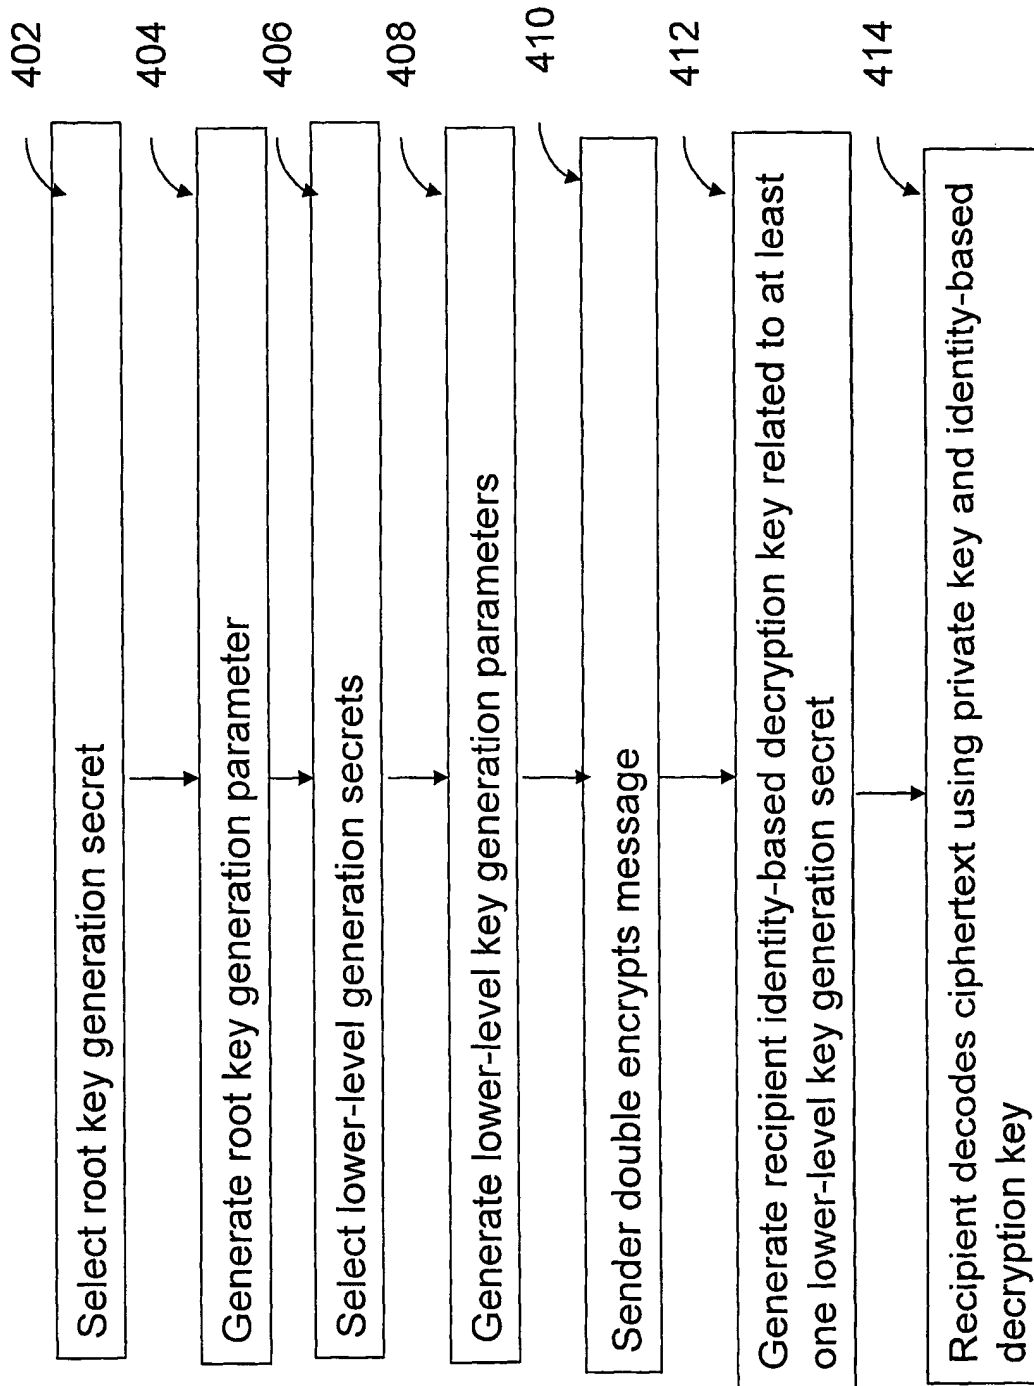 402
Select root key generation secret
404
Generate root key generation parameter
406
Select lower-level generation secrets
408
Generate lower-level key generation parameters
410
Sender double encrypts message
412
Generate recipient identity-based decryption key related to at least
one lower-level key generation secret
414
Recipient decodes ciphertext using private key and identity-based
decryption key